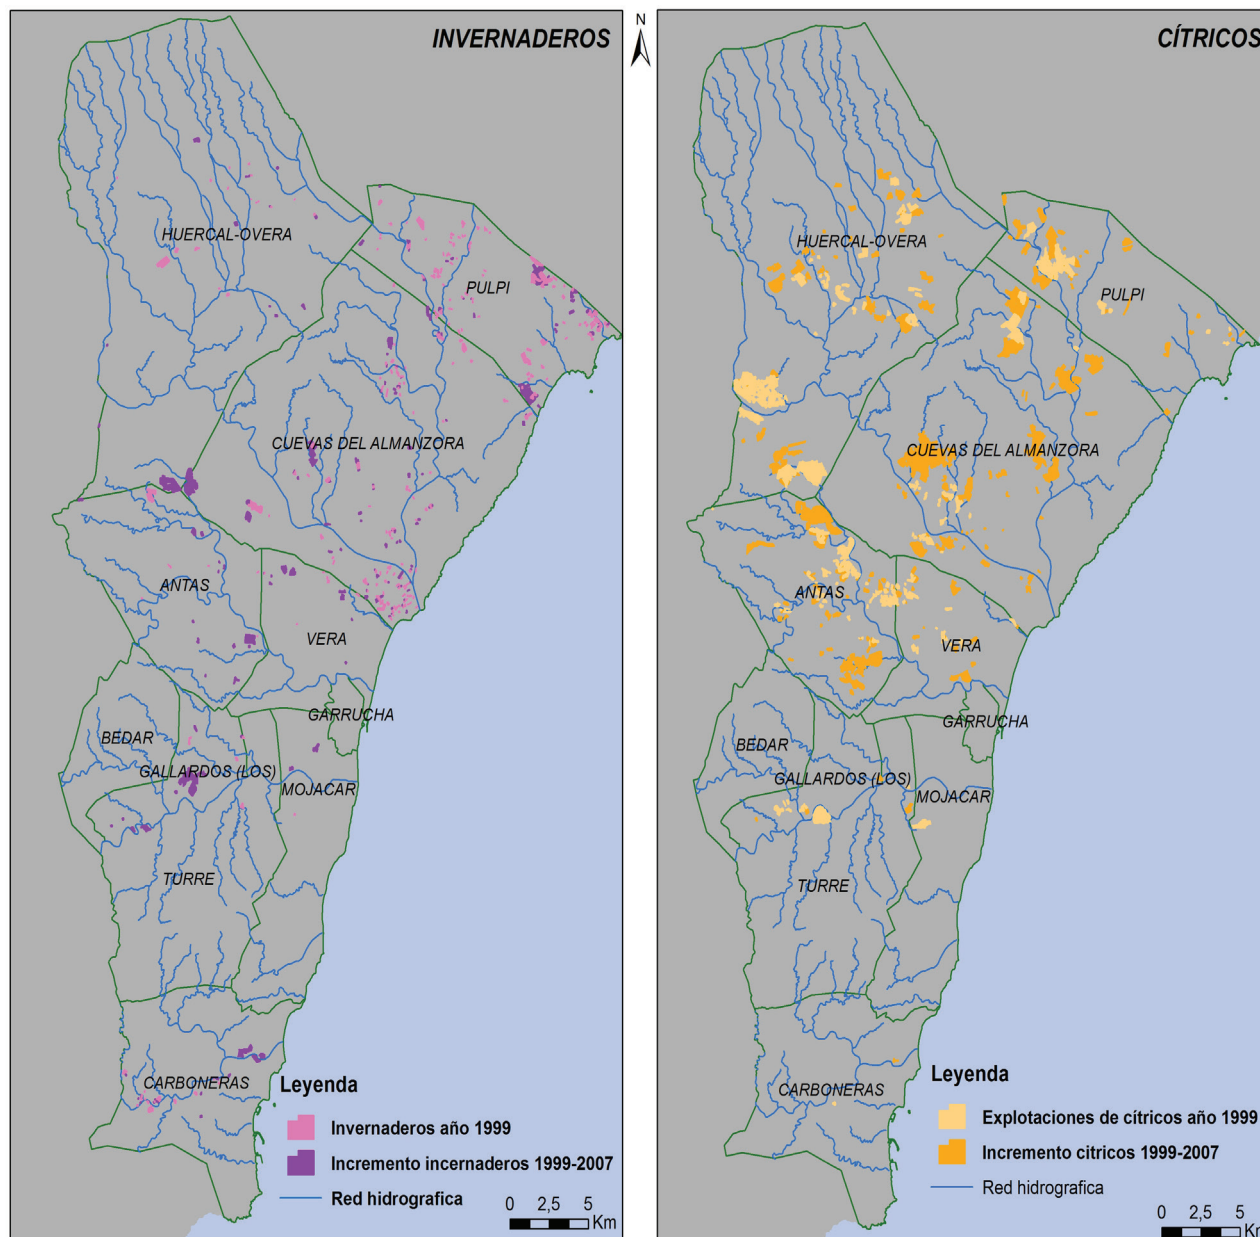 INVERNADEROS
HUERCAL-OVERA
PULPI
CUEVAS DEL ALMANZORA
ANTAS
VERA
GARRUCHA
BEDAR
GALLARDOS (LOS)
MOJACAR
TURRE
CARBONERAS
Leyenda
Invernaderos año 1999
Incremento incernaderos 1999-2007
Red hidrografica
0 2,5 5
Km
N
CÍTRICOS
HUERCAL-OVERA
PULPI
CUEVAS DEL ALMANZORA
ANTAS
VERA
GARRUCHA
BEDAR
GALLARDOS (LOS)
MOJACAR
TURRE
CARBONERAS
Leyenda
Explotaciones de cítricos año 1999
Incremento citricos 1999-2007
Red hidrografica
0 2,5 5
Km